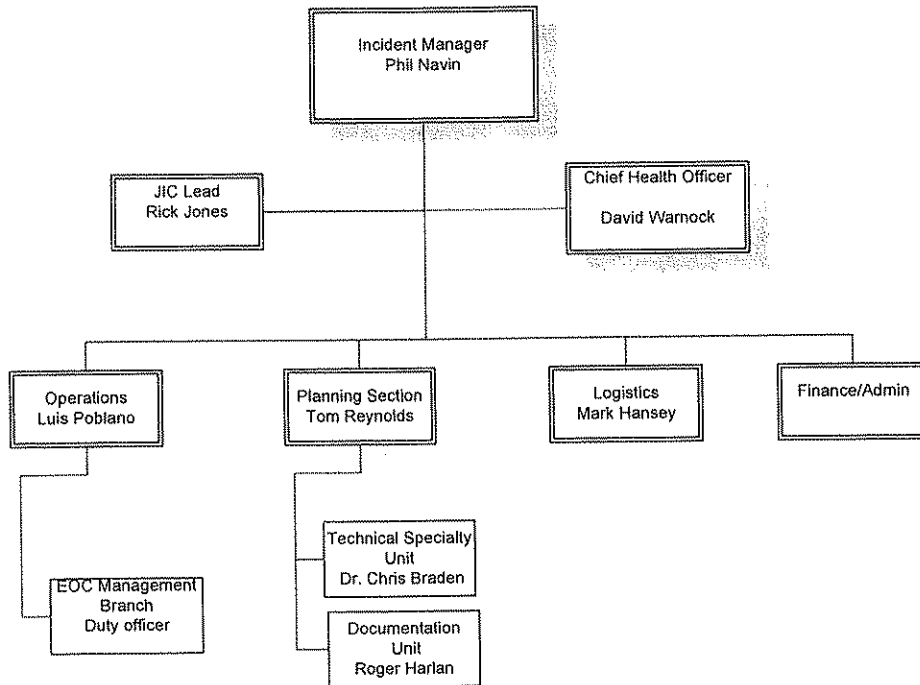 Incident Manager
Phil Navin
JIC Lead
Rick Jones
Chief Health Officer
David Warnock
Operations
Luis Poblano
Planning Section
Tom Reynolds
Logistics
Mark Hansey
Finance/Admin
Technical Specialty
Unit
Dr. Chris Braden
EOC Management
Branch
Duty officer
Documentation
Unit
Roger Harlan